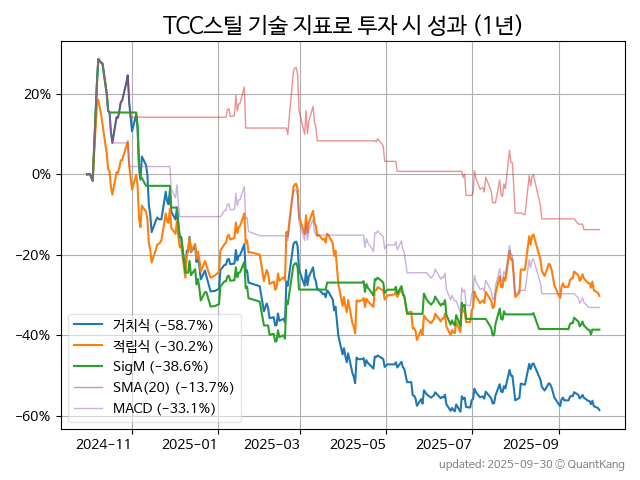 TCC스틸 기술 지표로 투자 시 성과 (1년)
20%
0%
−20%
−40%
−60%
거치식 (−58.7%)
적립식 (−30.2%)
SigM (−38.6%)
SMA(20) (−13.7%)
MACD (−33.1%)
2024-11 2025-01 2025-03 2025-05 2025-07 2025-09
updated: 2025-09-30 © QuantKang